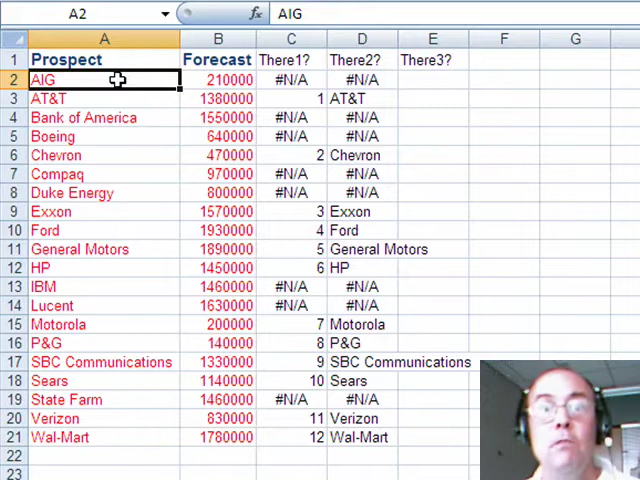 A2 fx AIG
A B C D E F G
1 Prospect Forecast There1? There2? There3?
2 AIG 210000 #N/A #N/A
3 AT&T 1380000 1 AT&T
4 Bank of America 1550000 #N/A #N/A
5 Boeing 640000 #N/A #N/A
6 Chevron 470000 2 Chevron
7 Compaq 970000 #N/A #N/A
8 Duke Energy 800000 #N/A #N/A
9 Exxon 1570000 3 Exxon
10 Ford 1930000 4 Ford
11 General Motors 1890000 5 General Motors
12 HP 1450000 6 HP
13 IBM 1460000 #N/A #N/A
14 Lucent 1630000 #N/A #N/A
15 Motorola 200000 7 Motorola
16 P&G 140000 8 P&G
17 SBC Communications 1330000 9 SBC Communications
18 Sears 1140000 10 Sears
19 State Farm 1460000 #N/A #N/A
20 Verizon 830000 11 Verizon
21 Wal-Mart 1780000 12 Wal-Mart
22
23